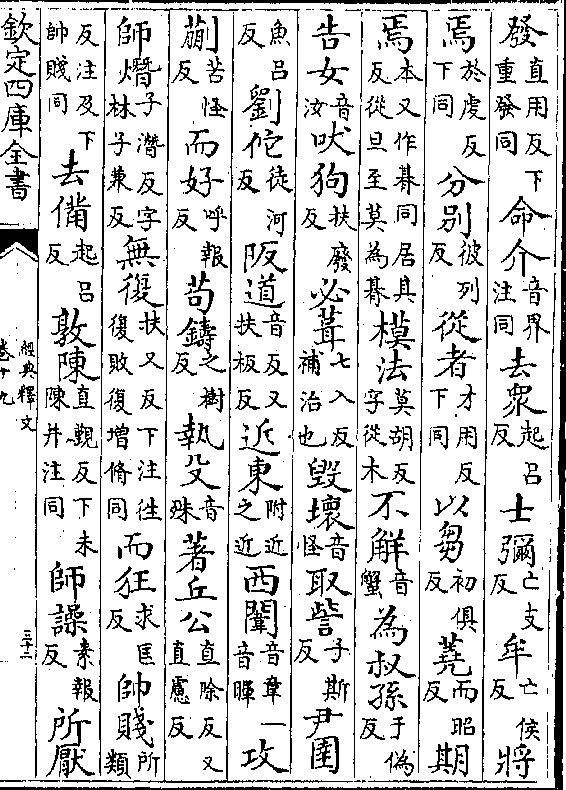 發直用反下重發同命介音界注同去衆起呂反士彌亡支反牟亡侯反將
焉於虔反下同分別彼列反從者才用反下同以芻初俱反蕘而昭反期
焉本又作朞同居具反從旦至莫為朞模法莫胡反字從木不解音蟹為叔孫于偽反
告女音汝吠狗扶廢反必葺七入反補治也毀壞音怪取訾子斯反尹圉
魚呂反劉佗徒河反阪道音反又扶板反近東附近之近西闈音韋一音暉攻
蒯苦怪反而好呼報反苟鑄之樹反執殳音殊著丘公直除反又直慮反
師熸子潛反字林子兼反無復扶又反下注徃復敗復增脩同而狂求匡反帥賤所類
反注及下帥賤同去備起呂反敦陳直覲反下未陳并注同師譟素報反所厭
欽定四庫全書
經典釋文
卷十九
三十二